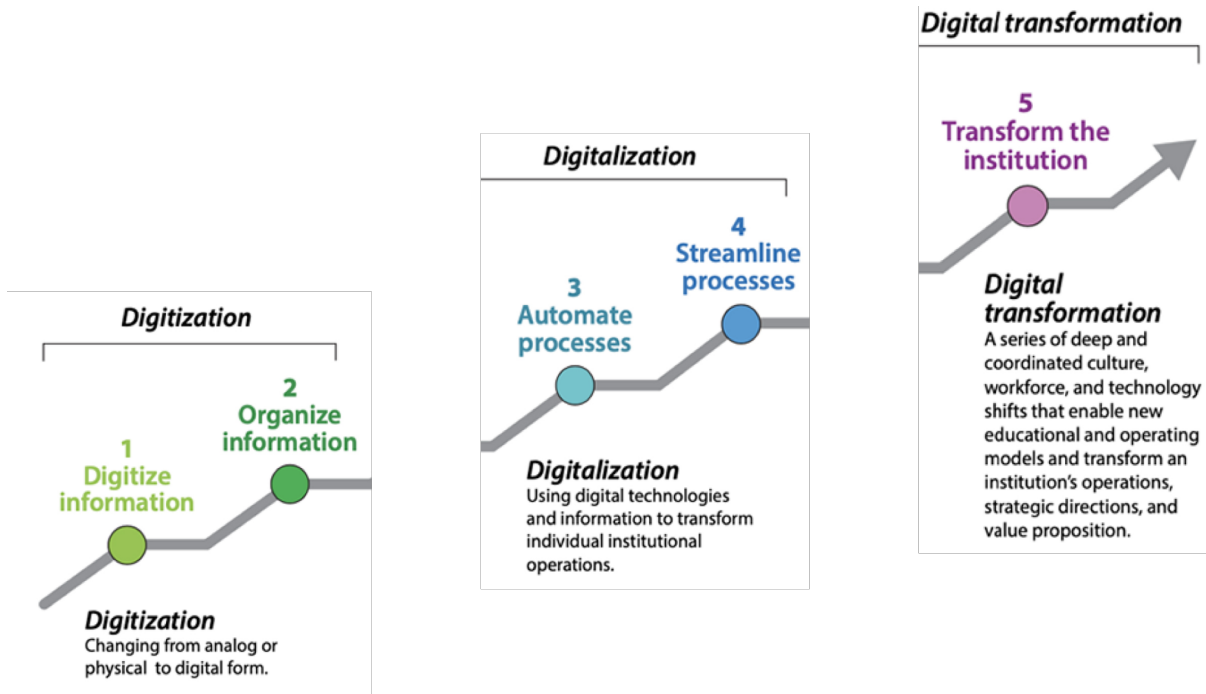 Digitization
1
Digitize
information
2
Organize
information
Digitization
Changing from analog or
physical to digital form.
Digitalization
3
Automate
processes
4
Streamline
processes
Digitalization
Using digital technologies
and information to transform
individual institutional
operations.
Digital transformation
5
Transform the
institution
Digital
transformation
A series of deep and
coordinated culture,
workforce, and technology
shifts that enable new
educational and operating
models and transform an
institution's operations,
strategic directions, and
value proposition.